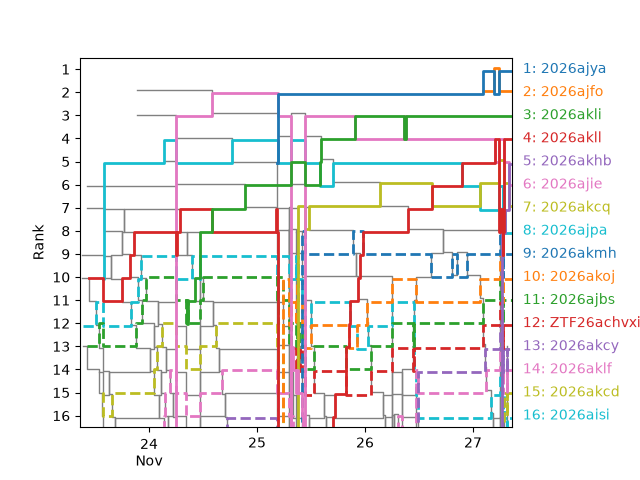 1
2
3
4
5
6
7
8
9
10
11
12
13
14
15
16
Rank
24
25
26
27
Nov
1: 2026ajya
2: 2026ajfo
3: 2026akli
4: 2026akll
5: 2026akhb
6: 2026ajie
7: 2026akcq
8: 2026ajpa
9: 2026akmh
10: 2026akoj
11: 2026ajbs
12: ZTF26achvxi
13: 2026akcy
14: 2026aklf
15: 2026akcd
16: 2026aisi